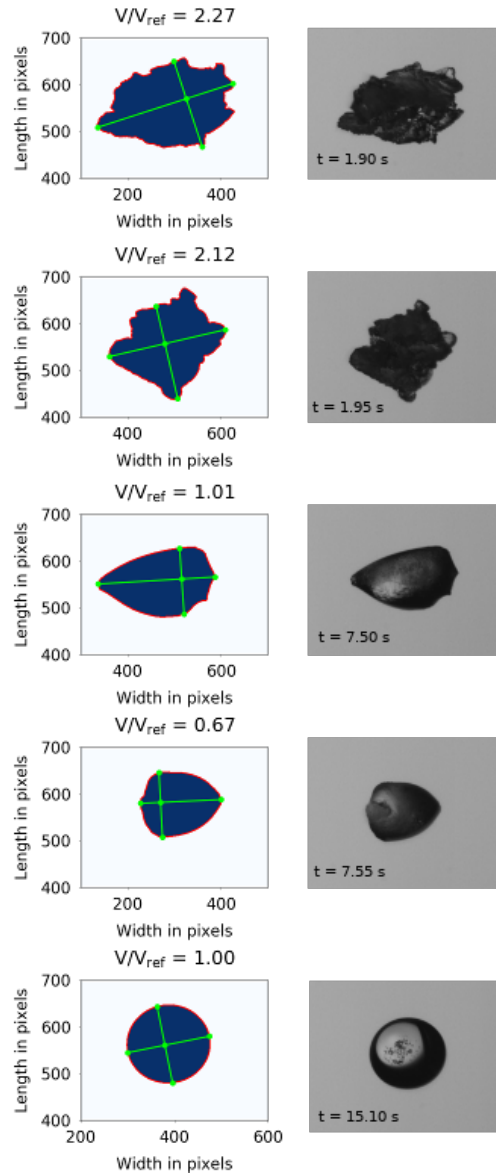 V/V_ref = 2.27
700
600
500
400
Length in pixels
200 400
Width in pixels
t = 1.90 s
V/V_ref = 2.12
700
600
500
400
Length in pixels
400 600
Width in pixels
t = 1.95 s
V/V_ref = 1.01
700
600
500
400
Length in pixels
400 600
Width in pixels
t = 7.50 s
V/V_ref = 0.67
700
600
500
400
Length in pixels
200 400
Width in pixels
t = 7.55 s
V/V_ref = 1.00
700
600
500
400
Length in pixels
200 400 600
Width in pixels
t = 15.10 s